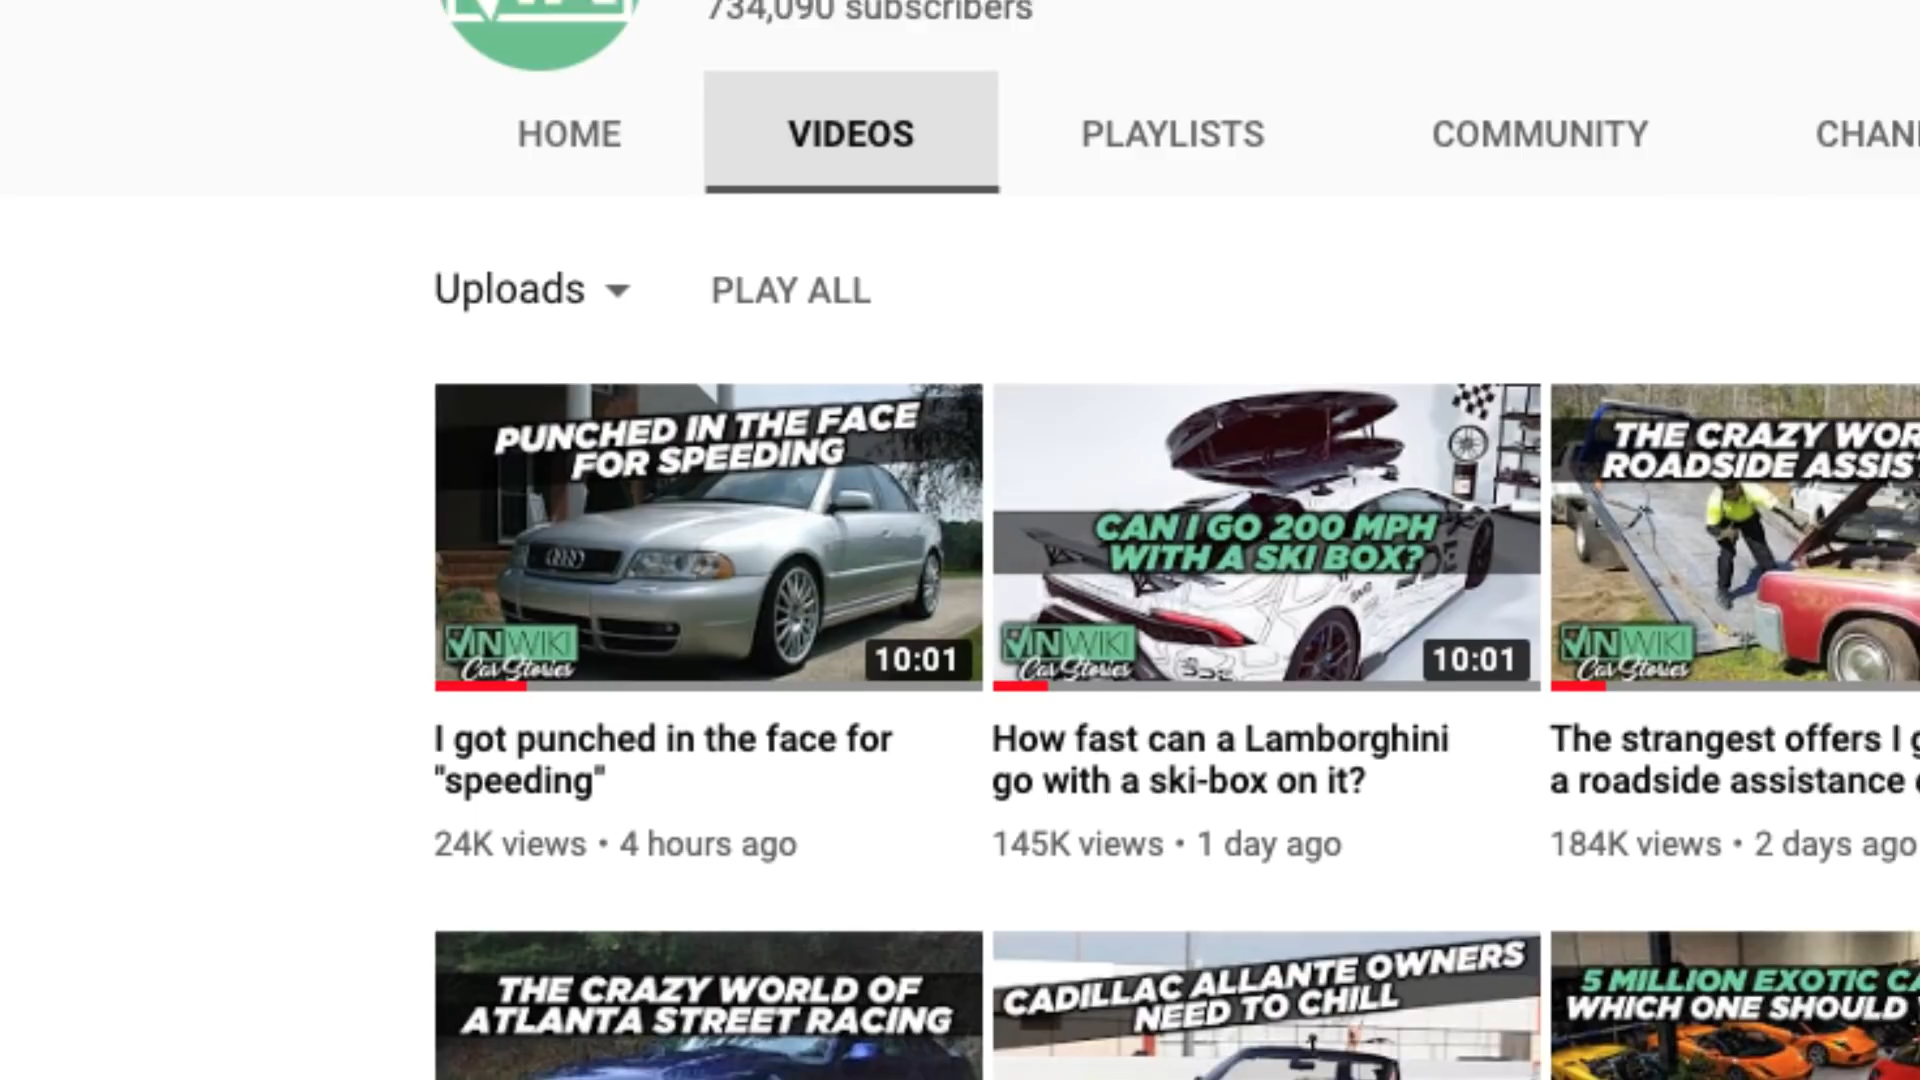 734,090 subscribers
HOME VIDEOS PLAYLISTS COMMUNITY CHAN
Uploads PLAY ALL
PUNCHED IN THE FACE
FOR SPEEDING
VINWIKI
Car Stories
10:01
CAN I GO 200 MPH
WITH A SKI BOX?
VINWIKI
Car Stories
10:01
THE CRAZY WOR
ROADSIDE ASSIST
VINWIKI
Car Stories
I got punched in the face for
"speeding"
24K views • 4 hours ago
How fast can a Lamborghini
go with a ski-box on it?
145K views • 1 day ago
The strangest offers I g
a roadside assistance
184K views • 2 days ago
THE CRAZY WORLD OF
ATLANTA STREET RACING
CADILLAC ALLANTE OWNERS
NEED TO CHILL
5 MILLION EXOTIC CA
WHICH ONE SHOULD